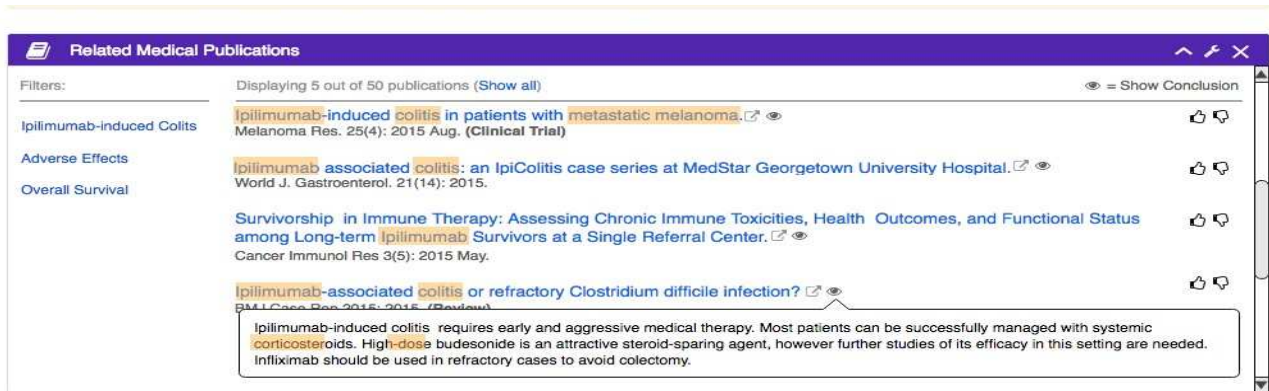 Related Medical Publications
Filters:
Displaying 5 out of 50 publications (Show all)
= Show Conclusion
Ipilimumab-induced Colits
Adverse Effects
Overall Survival
Ipilimumab-induced colitis in patients with metastatic melanoma.
Melanoma Res. 25(4): 2015 Aug. (Clinical Trial)
Ipilimumab associated colitis: an IpiColitis case series at MedStar Georgetown University Hospital.
World J. Gastroenterol. 21(14): 2015.
Survivorship in Immune Therapy: Assessing Chronic Immune Toxicities, Health Outcomes, and Functional Status
among Long-term Ipilimumab Survivors at a Single Referral Center.
Cancer Immunol Res 3(5): 2015 May.
Ipilimumab-associated colitis or refractory Clostridium difficile infection?
BMJ Case Rep 2015: 2015. (Review)
Ipilimumab-induced colitis requires early and aggressive medical therapy. Most patients can be successfully managed with systemic
corticosteroids. High-dose budesonide is an attractive steroid-sparing agent, however further studies of its efficacy in this setting are needed.
Infliximab should be used in refractory cases to avoid colectomy.